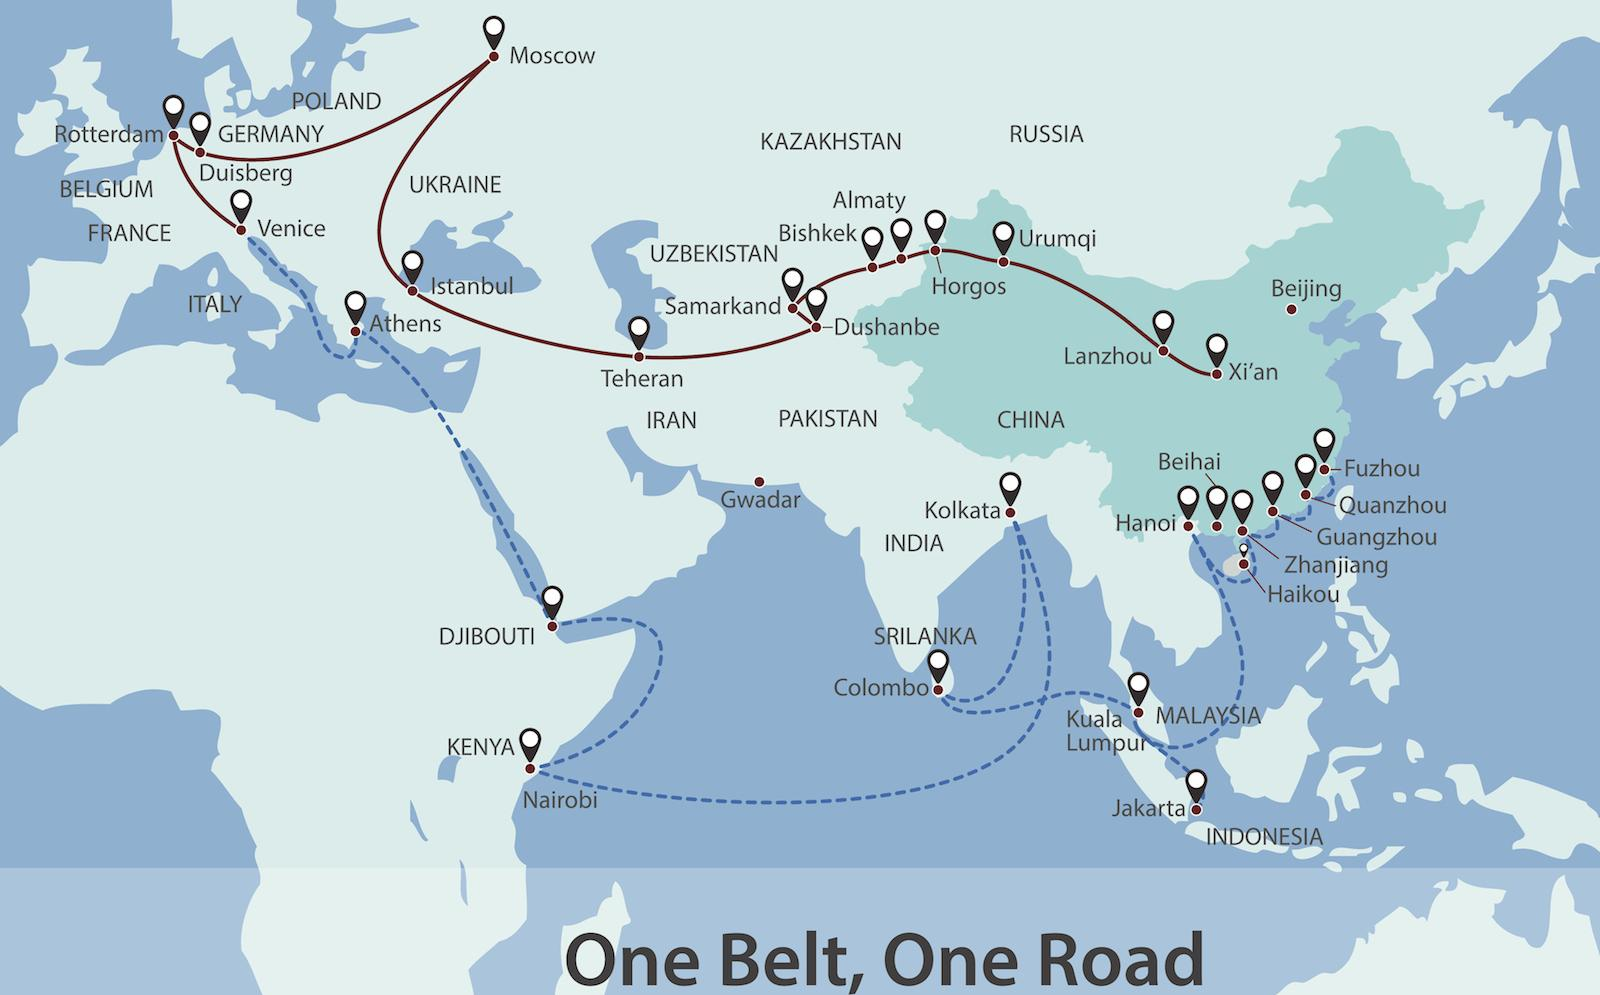 Moscow
POLAND
Rotterdam
GERMANY
Duisberg
BELGIUM
UKRAINE
FRANCE
Venice
KAZAKHSTAN
RUSSIA
Almaty
Bishkek
Urumqi
UZBEKISTAN
Horgos
Istanbul
ITALY
Athens
Samarkand
Dushanbe
Beijing
Teheran
Lanzhou
Xi’an
IRAN
PAKISTAN
CHINA
Gwadar
Kolkata
INDIA
Beihai
Hanoi
Fuzhou
Quanzhou
Guangzhou
Zhanjiang
Haikou
DJIBOUTI
SRILANKA
Colombo
Kuala
Lumpur
MALAYSIA
KENYA
Nairobi
Jakarta
INDONESIA
One Belt, One Road